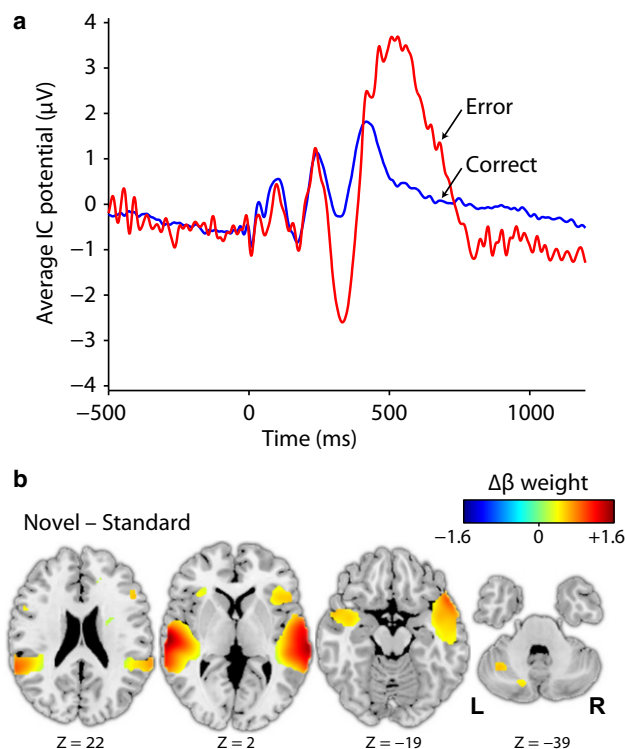 a
4
3
2
1
0
−1
−2
−3
−4
Average IC potential (μV)
Error
Correct
−500
0
500
1000
Time (ms)
b
Δβ weight
Novel – Standard
−1.6
0
+1.6
L
R
Z = 22
Z = 2
Z = −19
Z = −39